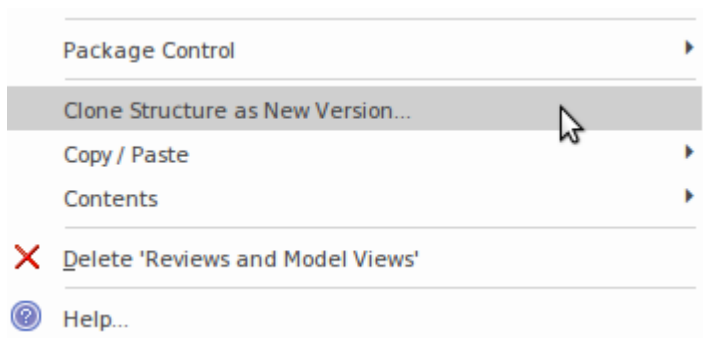 Package Control
Clone Structure as New Version...
Copy / Paste
Contents
Delete 'Reviews and Model Views'
Help...